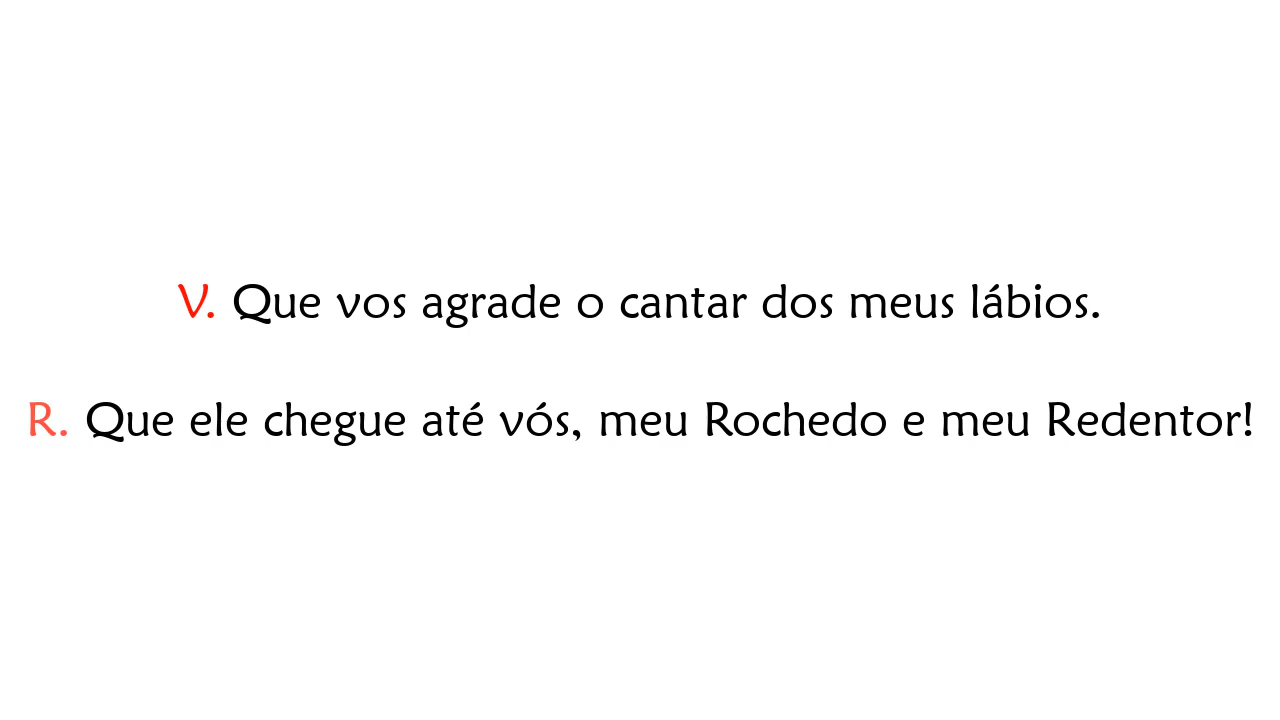 V. Que vos agrade o cantar dos meus lábios.
R. Que ele chegue até vós, meu Rochedo e meu Redentor!